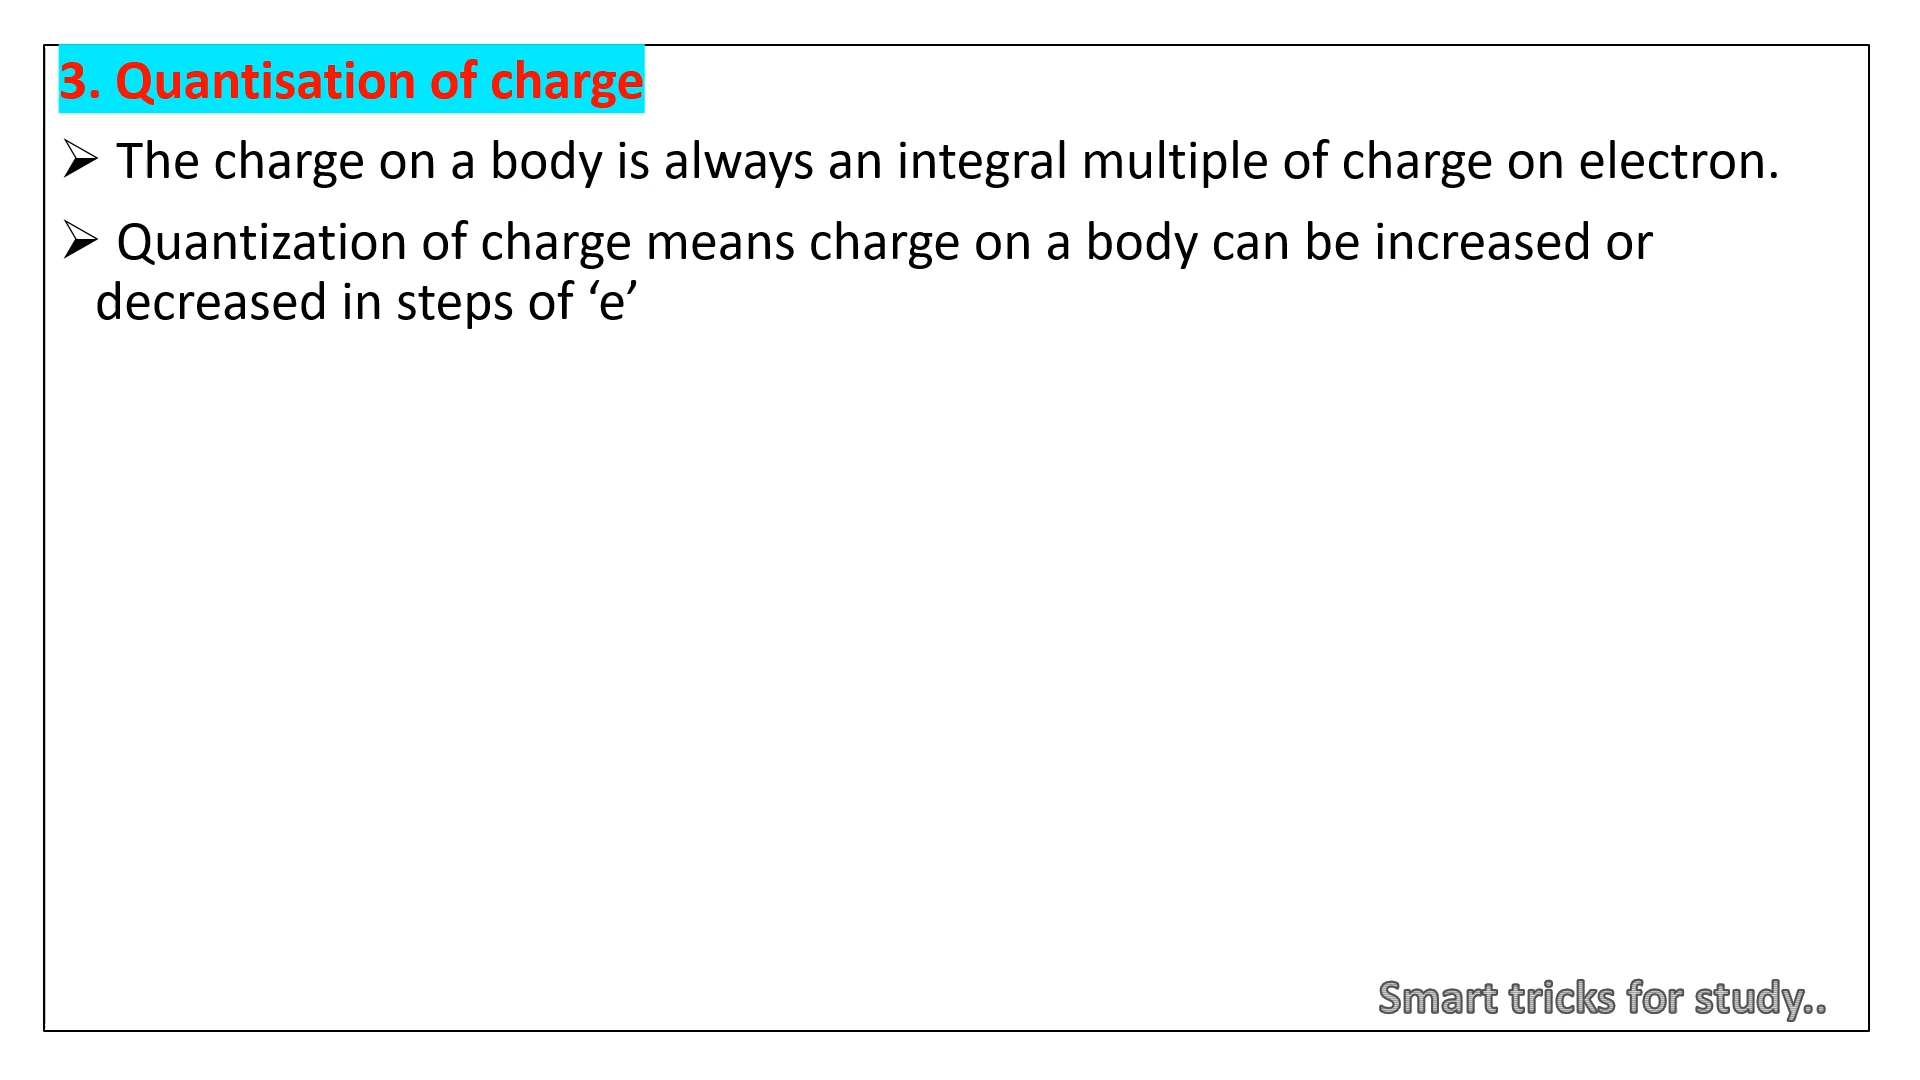 3. Quantisation of charge
➢ The charge on a body is always an integral multiple of charge on electron.
➢ Quantization of charge means charge on a body can be increased or
decreased in steps of ‘e’
Smart tricks for study..